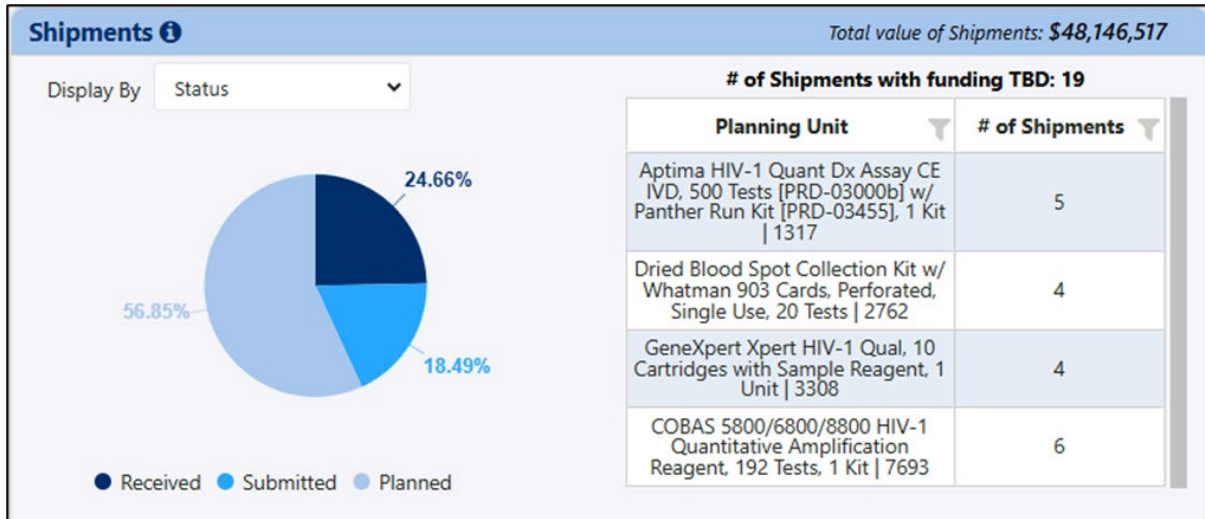 Shipments
Total value of Shipments: $48,146,517
Display By
Status
24.66%
56.85%
18.49%
Received
Submitted
Planned
# of Shipments with funding TBD: 19
Planning Unit
# of Shipments
Aptima HIV-1 Quant Dx Assay CE
IVD, 500 Tests [PRD-03000b] w/
Panther Run Kit [PRD-03455], 1 Kit
| 1317
5
Dried Blood Spot Collection Kit w/
Whatman 903 Cards, Perforated,
Single Use, 20 Tests | 2762
4
GeneXpert Xpert HIV-1 Qual, 10
Cartridges with Sample Reagent, 1
Unit | 3308
4
COBAS 5800/6800/8800 HIV-1
Quantitative Amplification
Reagent, 192 Tests, 1 Kit | 7693
6